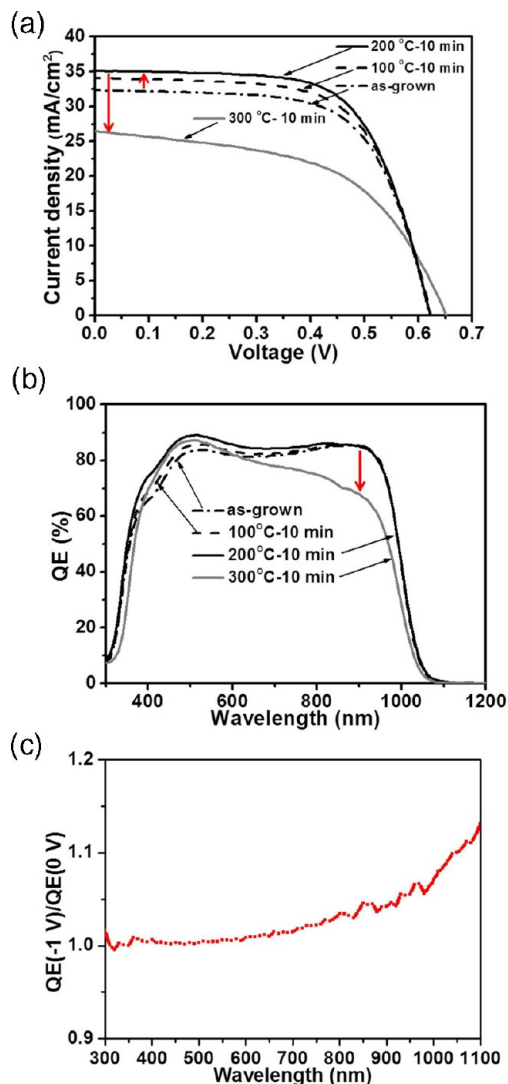 (a)
Current density (mA/cm²)
40
35
30
25
20
15
10
5
0
200 °C-10 min
100 °C-10 min
as-grown
300 °C- 10 min
0.0 0.1 0.2 0.3 0.4 0.5 0.6 0.7
Voltage (V)
(b)
QE (%)
100
80
60
40
20
0
as-grown
100°C-10 min
200°C-10 min
300°C-10 min
400 600 800 1000 1200
Wavelength (nm)
(c)
QE(-1 V)/QE(0 V)
1.2
1.1
1.0
0.9
300 400 500 600 700 800 900 1000 1100
Wavelength (nm)